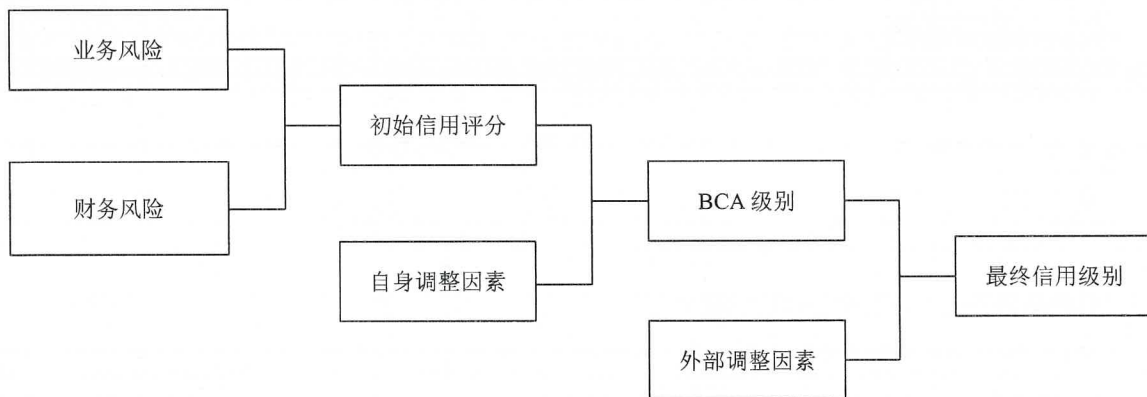 业务风险
初始信用评分
财务风险
BCA 级别
自身调整因素
最终信用级别
外部调整因素